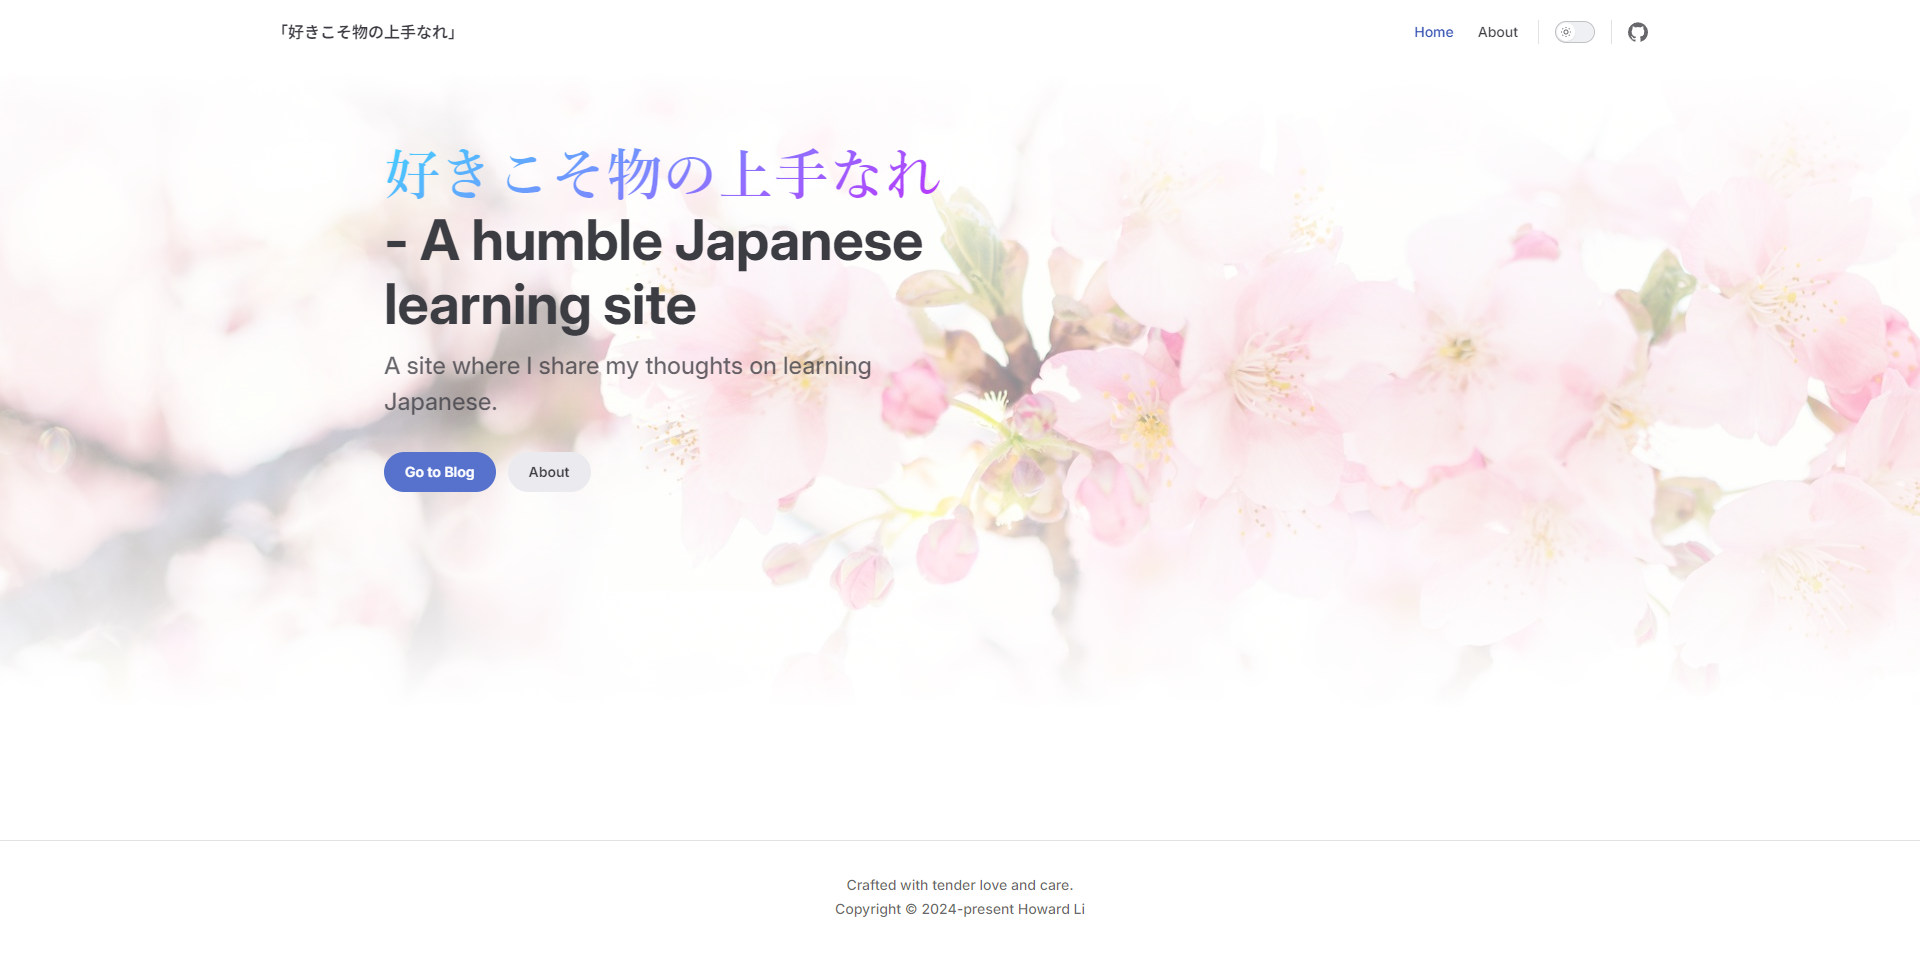 「好きこそ物の上手なれ」
Home
About
好きこそ物の上手なれ
- A humble Japanese
learning site
A site where I share my thoughts on learning
Japanese.
Go to Blog
About
Crafted with tender love and care.
Copyright © 2024-present Howard Li